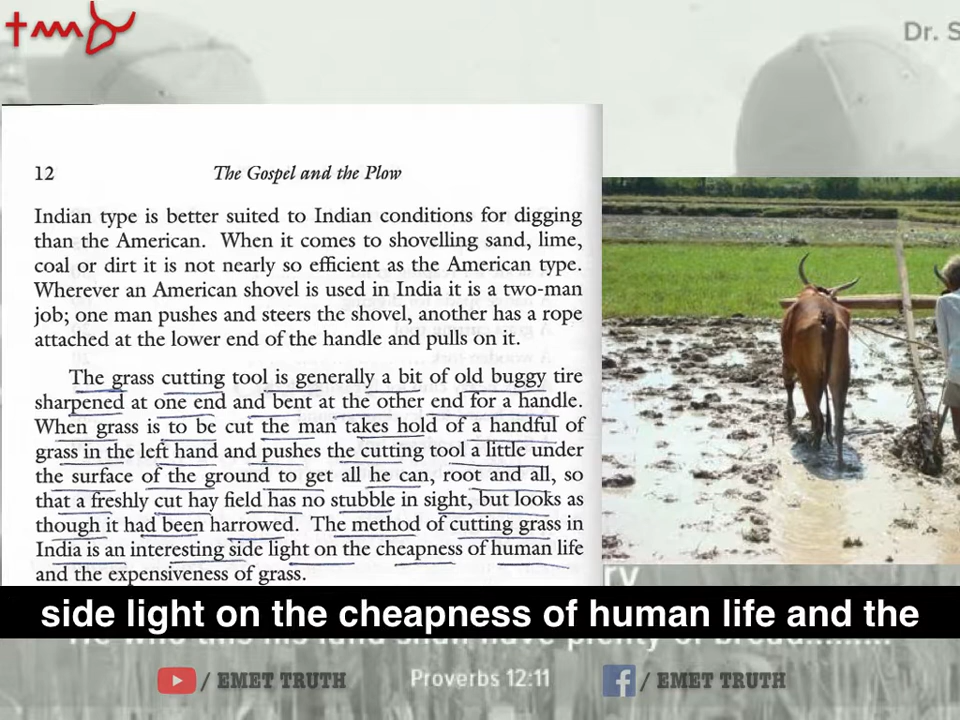 Dr. S
12 The Gospel and the Plow
Indian type is better suited to Indian conditions for digging
than the American. When it comes to shovelling sand, lime,
coal or dirt it is not nearly so efficient as the American type.
Wherever an American shovel is used in India it is a two-man
job; one man pushes and steers the shovel, another has a rope
attached at the lower end of the handle and pulls on it.
The grass cutting tool is generally a bit of old buggy tire
sharpened at one end and bent at the other end for a handle.
When grass is to be cut the man takes hold of a handful of
grass in the left hand and pushes the cutting tool a little under
the surface of the ground to get all he can, root and all, so
that a freshly cut hay field has no stubble in sight, but looks as
though it had been harrowed. The method of cutting grass in
India is an interesting side light on the cheapness of human life
and the expensiveness of grass.
side light on the cheapness of human life and the
/ EMET TRUTH
Proverbs 12:11
/ EMET TRUTH